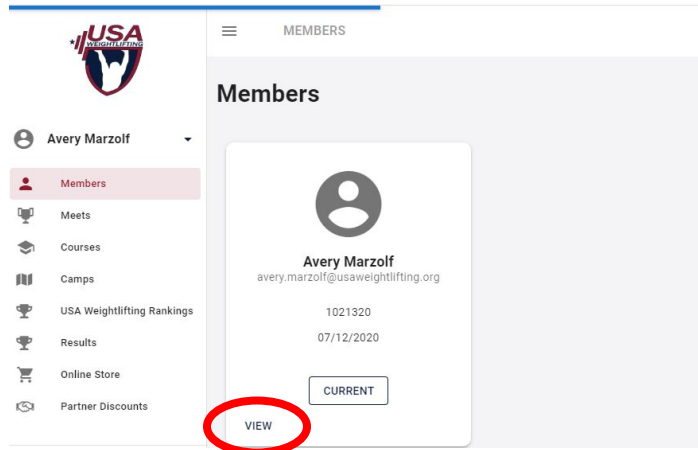 USA
WEIGHTLIFTING
MEMBERS
Members
Avery Marzolf
Members
Meets
Courses
Camps
USA Weightlifting Rankings
Results
Online Store
Partner Discounts
Avery Marzolf
avery.marzolf@usaweightlifting.org
1021320
07/12/2020
CURRENT
VIEW